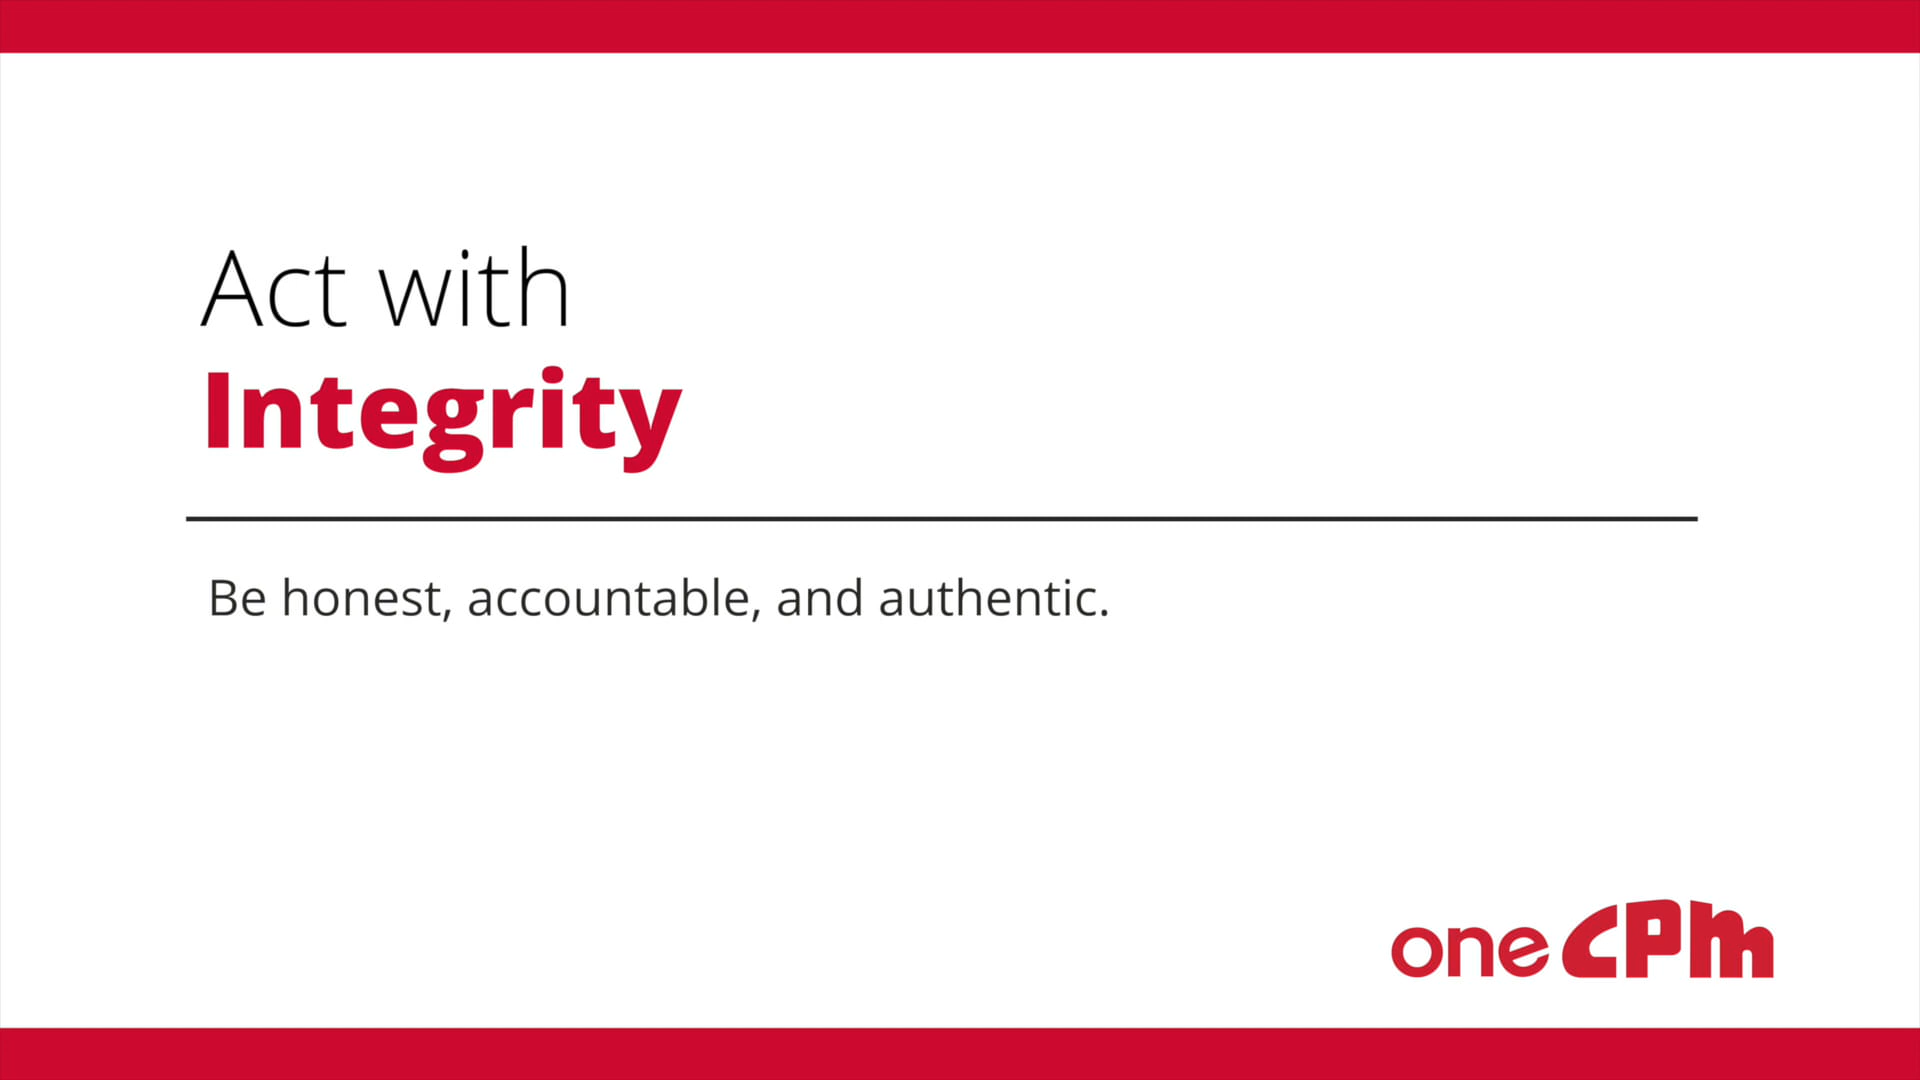 Act with
Integrity
Be honest, accountable, and authentic.
one CPm